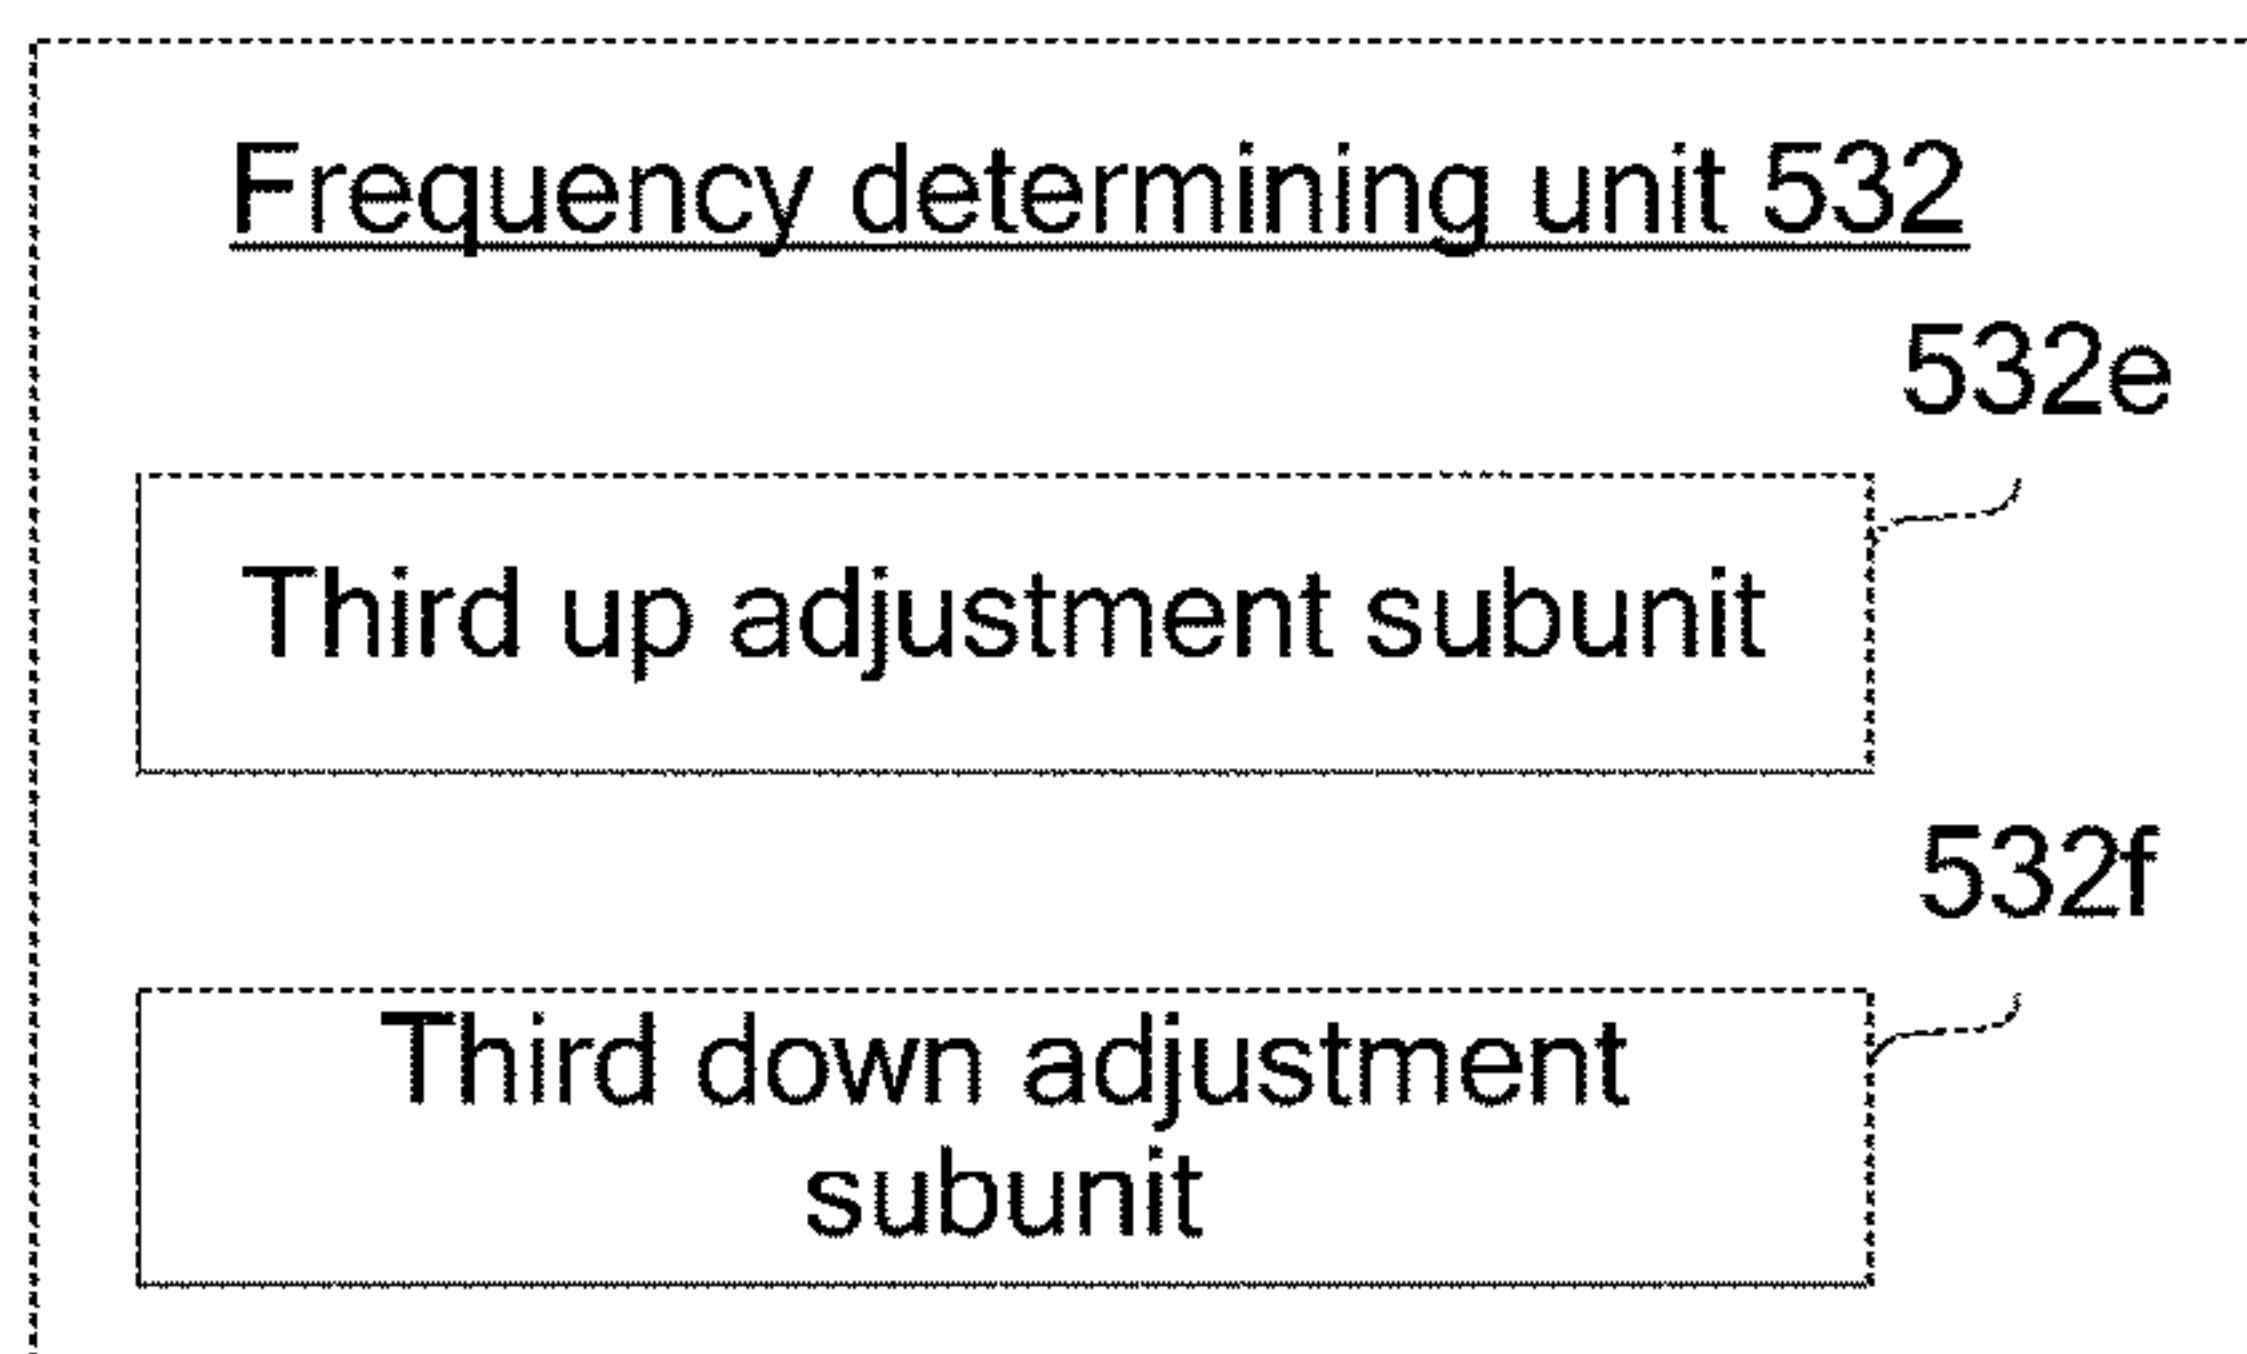 Frequency determining unit 532
532e
Third up adjustment subunit
532f
Third down adjustment
subunit